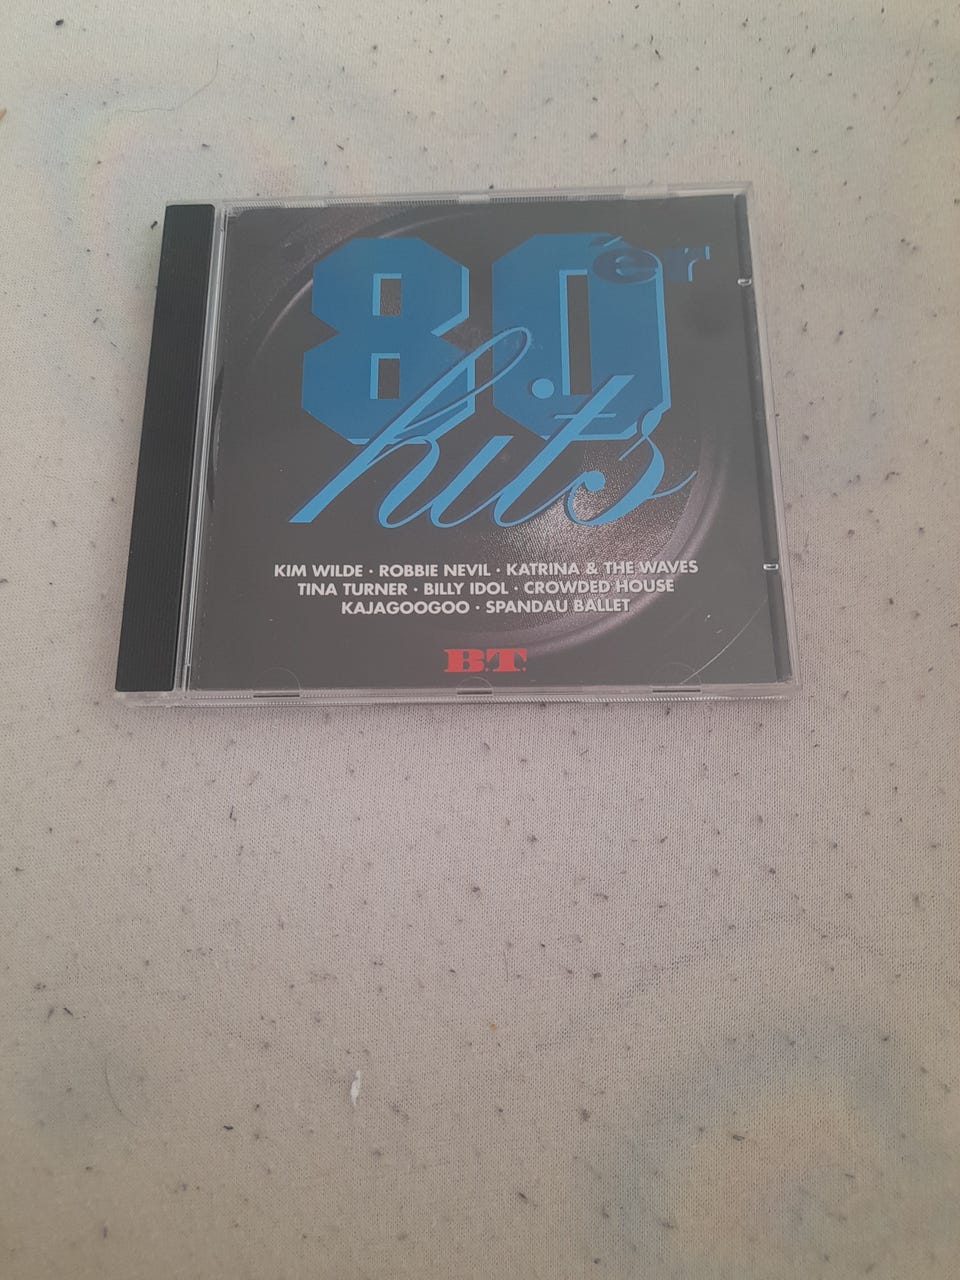 80'er
hits
KIM WILDE · ROBBIE NEVIL · KATRINA & THE WAVES
TINA TURNER · BILLY IDOL · CROWDED HOUSE
KAJAGOOGOO · SPANDAU BALLET
B.T.